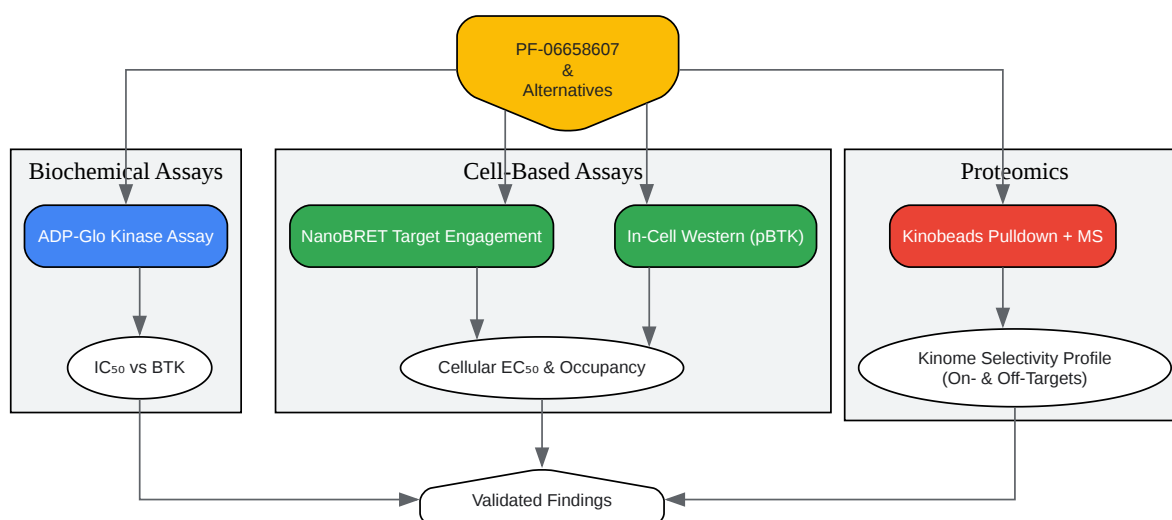 PF-06658607
&
Alternatives
Biochemical Assays
Cell-Based Assays
Proteomics
ADP-Glo Kinase Assay
NanoBRET Target Engagement
In-Cell Western (pBTK)
Kinobeads Pulldown + MS
IC₅₀ vs BTK
Cellular EC₅₀ & Occupancy
Kinome Selectivity Profile
(On- & Off-Targets)
Validated Findings